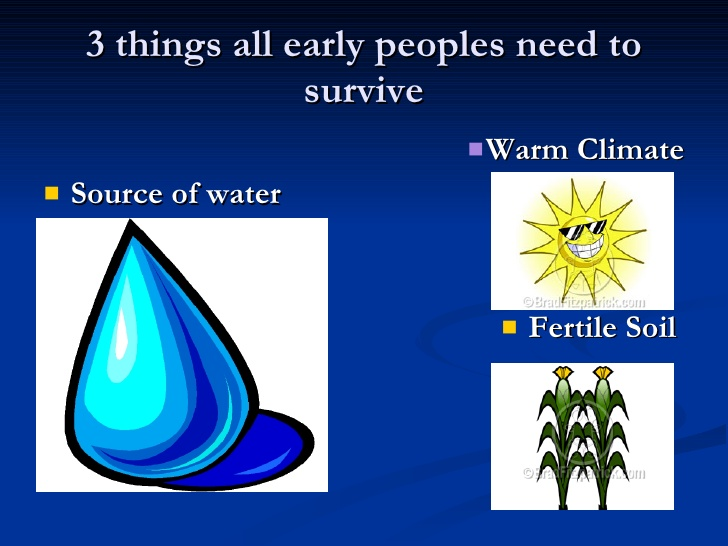 3 things all early peoples need to
survive
Source of water
Warm Climate
©BradFitzpatrick.com
Fertile Soil
©BradFitzpatrick.com